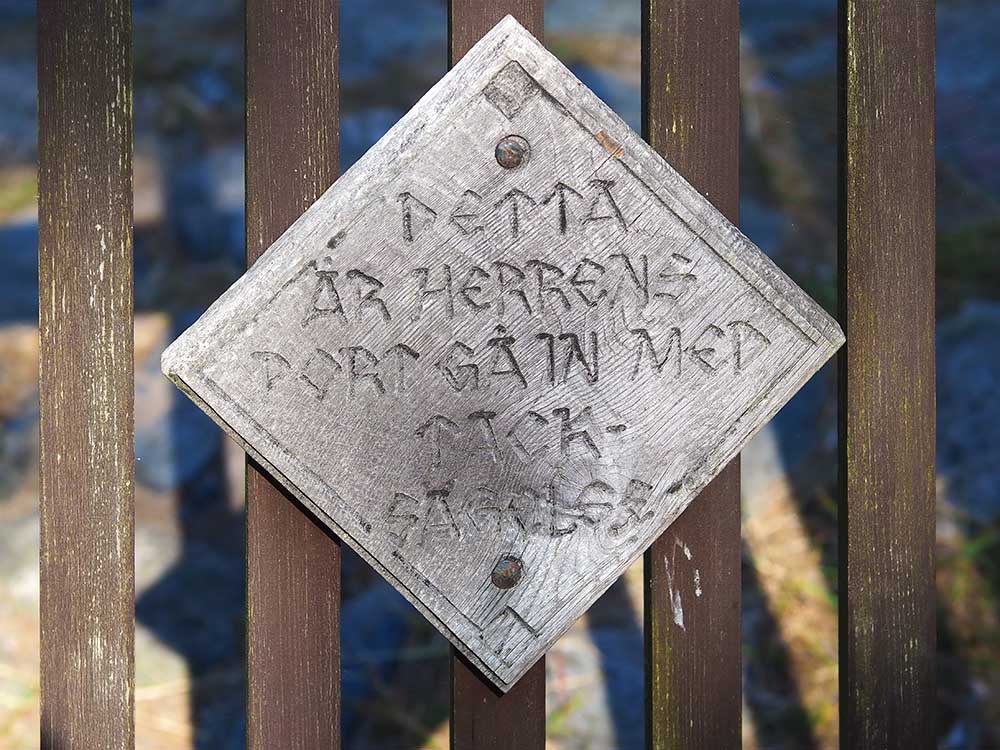 DETTA
ÄR HERRENS
PORT GÅ IN MED
TACK-
SÄGELSE